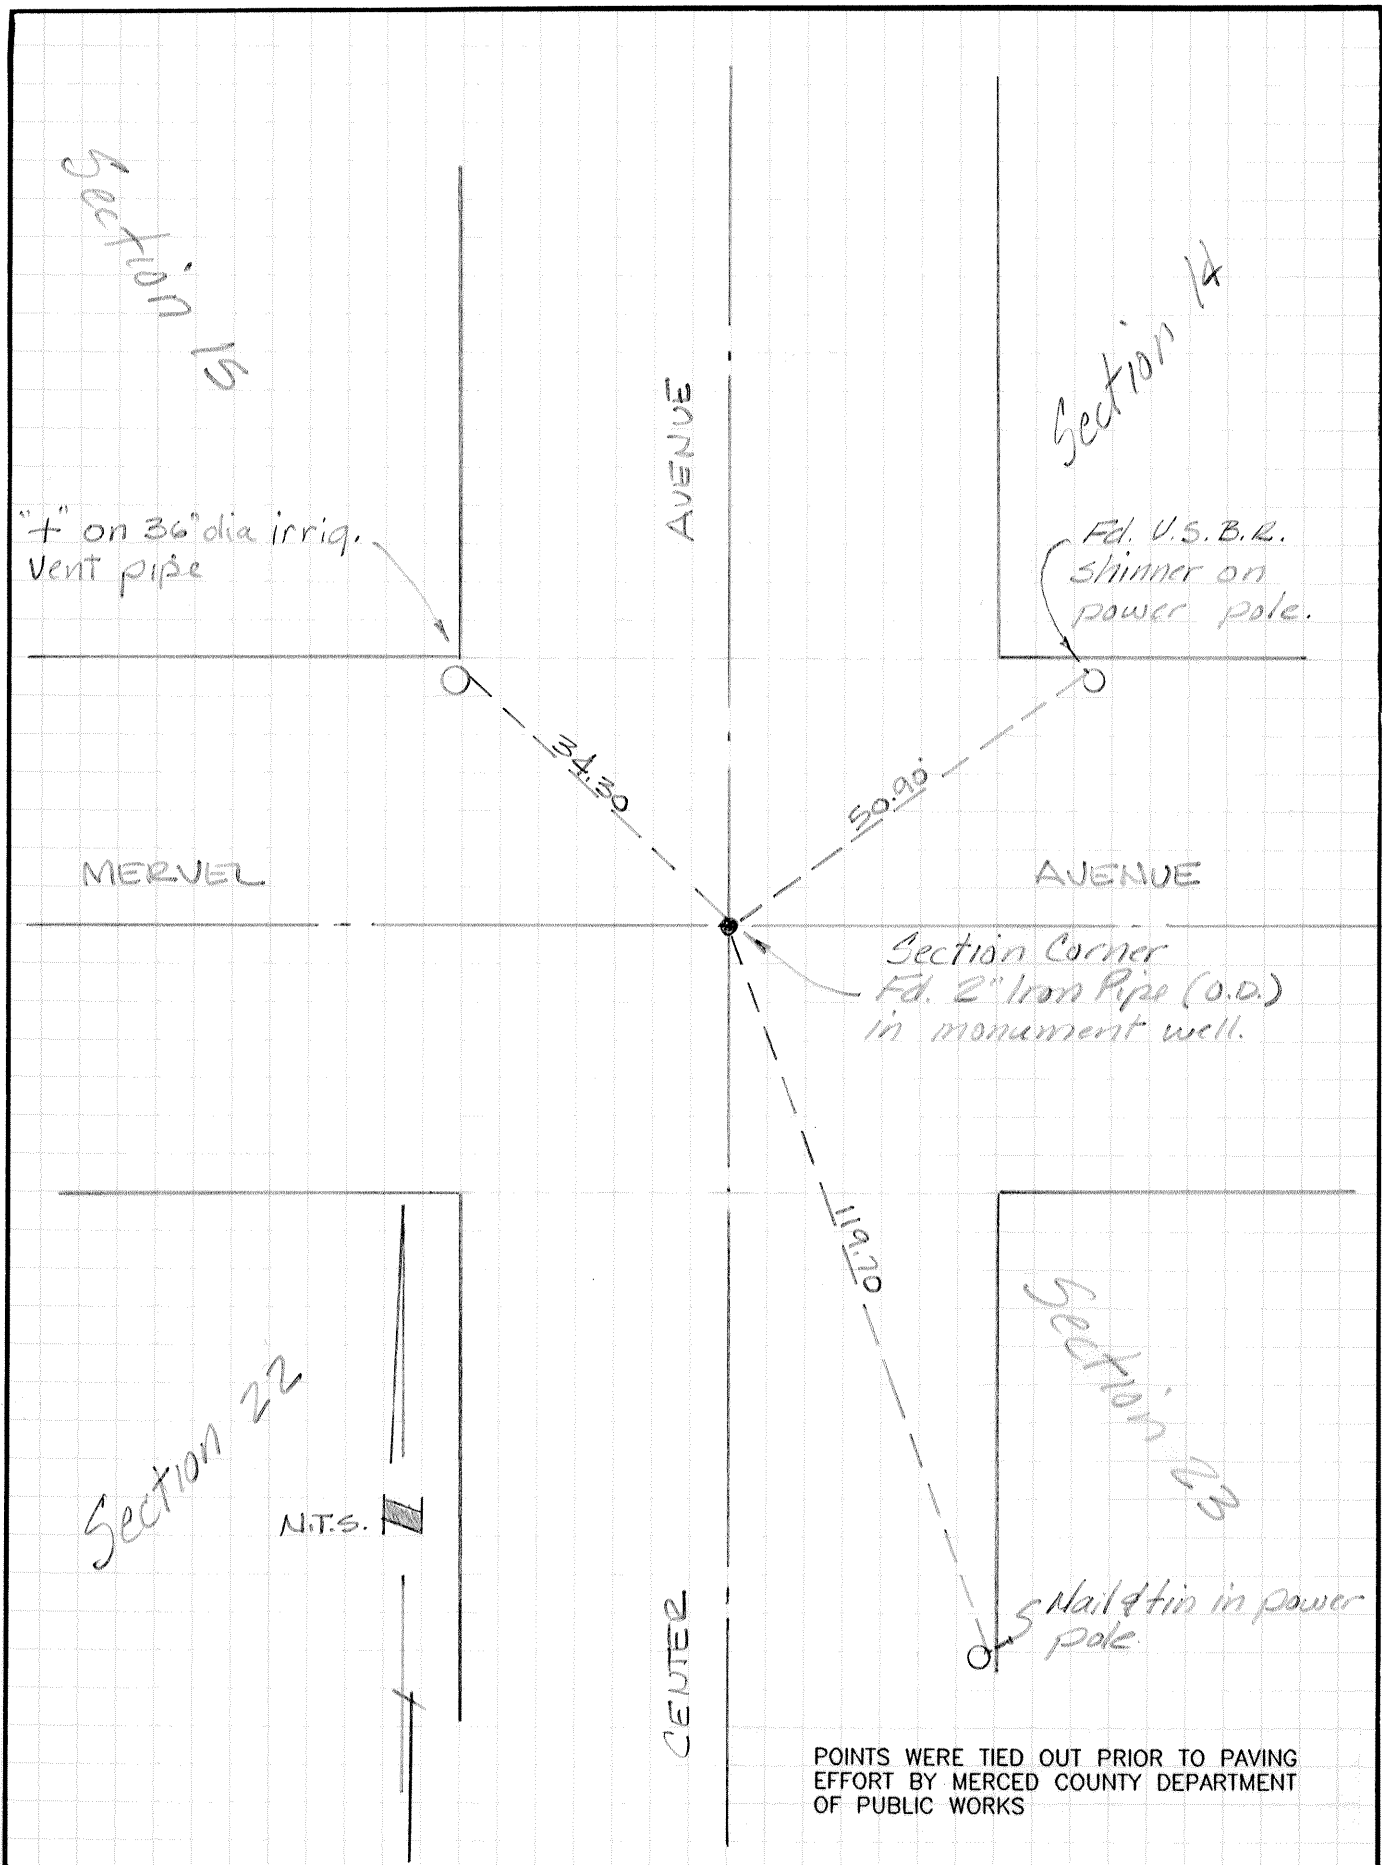 Section 15
Section 14
AVENUE
"+" on 36" dia irrig.
Vent pipe
Fd. U.S.B.R.
shinner on
power pole.
34.30
50.90'
MERVEL
AVENUE
Section Corner
Fd. 2" Iron Pipe (O.D.)
in monument well.
119.70
Section 22
Section 23
N.T.S.
Nail & tin in power
pole.
CENTER
POINTS WERE TIED OUT PRIOR TO PAVING
EFFORT BY MERCED COUNTY DEPARTMENT
OF PUBLIC WORKS